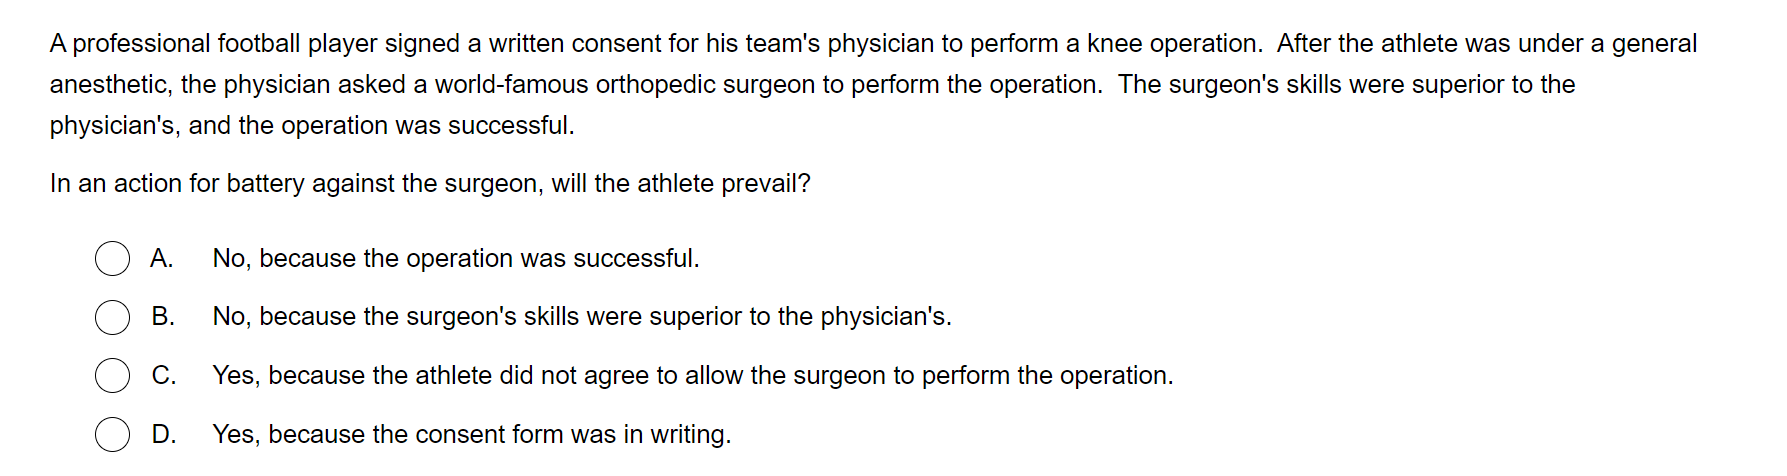 A professional football player signed a written consent for his team's physician to perform a knee operation.  After the athlete was under a general
anesthetic, the physician asked a world-famous orthopedic surgeon to perform the operation.  The surgeon's skills were superior to the
physician's, and the operation was successful.
In an action for battery against the surgeon, will the athlete prevail?
A. No, because the operation was successful.
B. No, because the surgeon's skills were superior to the physician's.
C. Yes, because the athlete did not agree to allow the surgeon to perform the operation.
D. Yes, because the consent form was in writing.